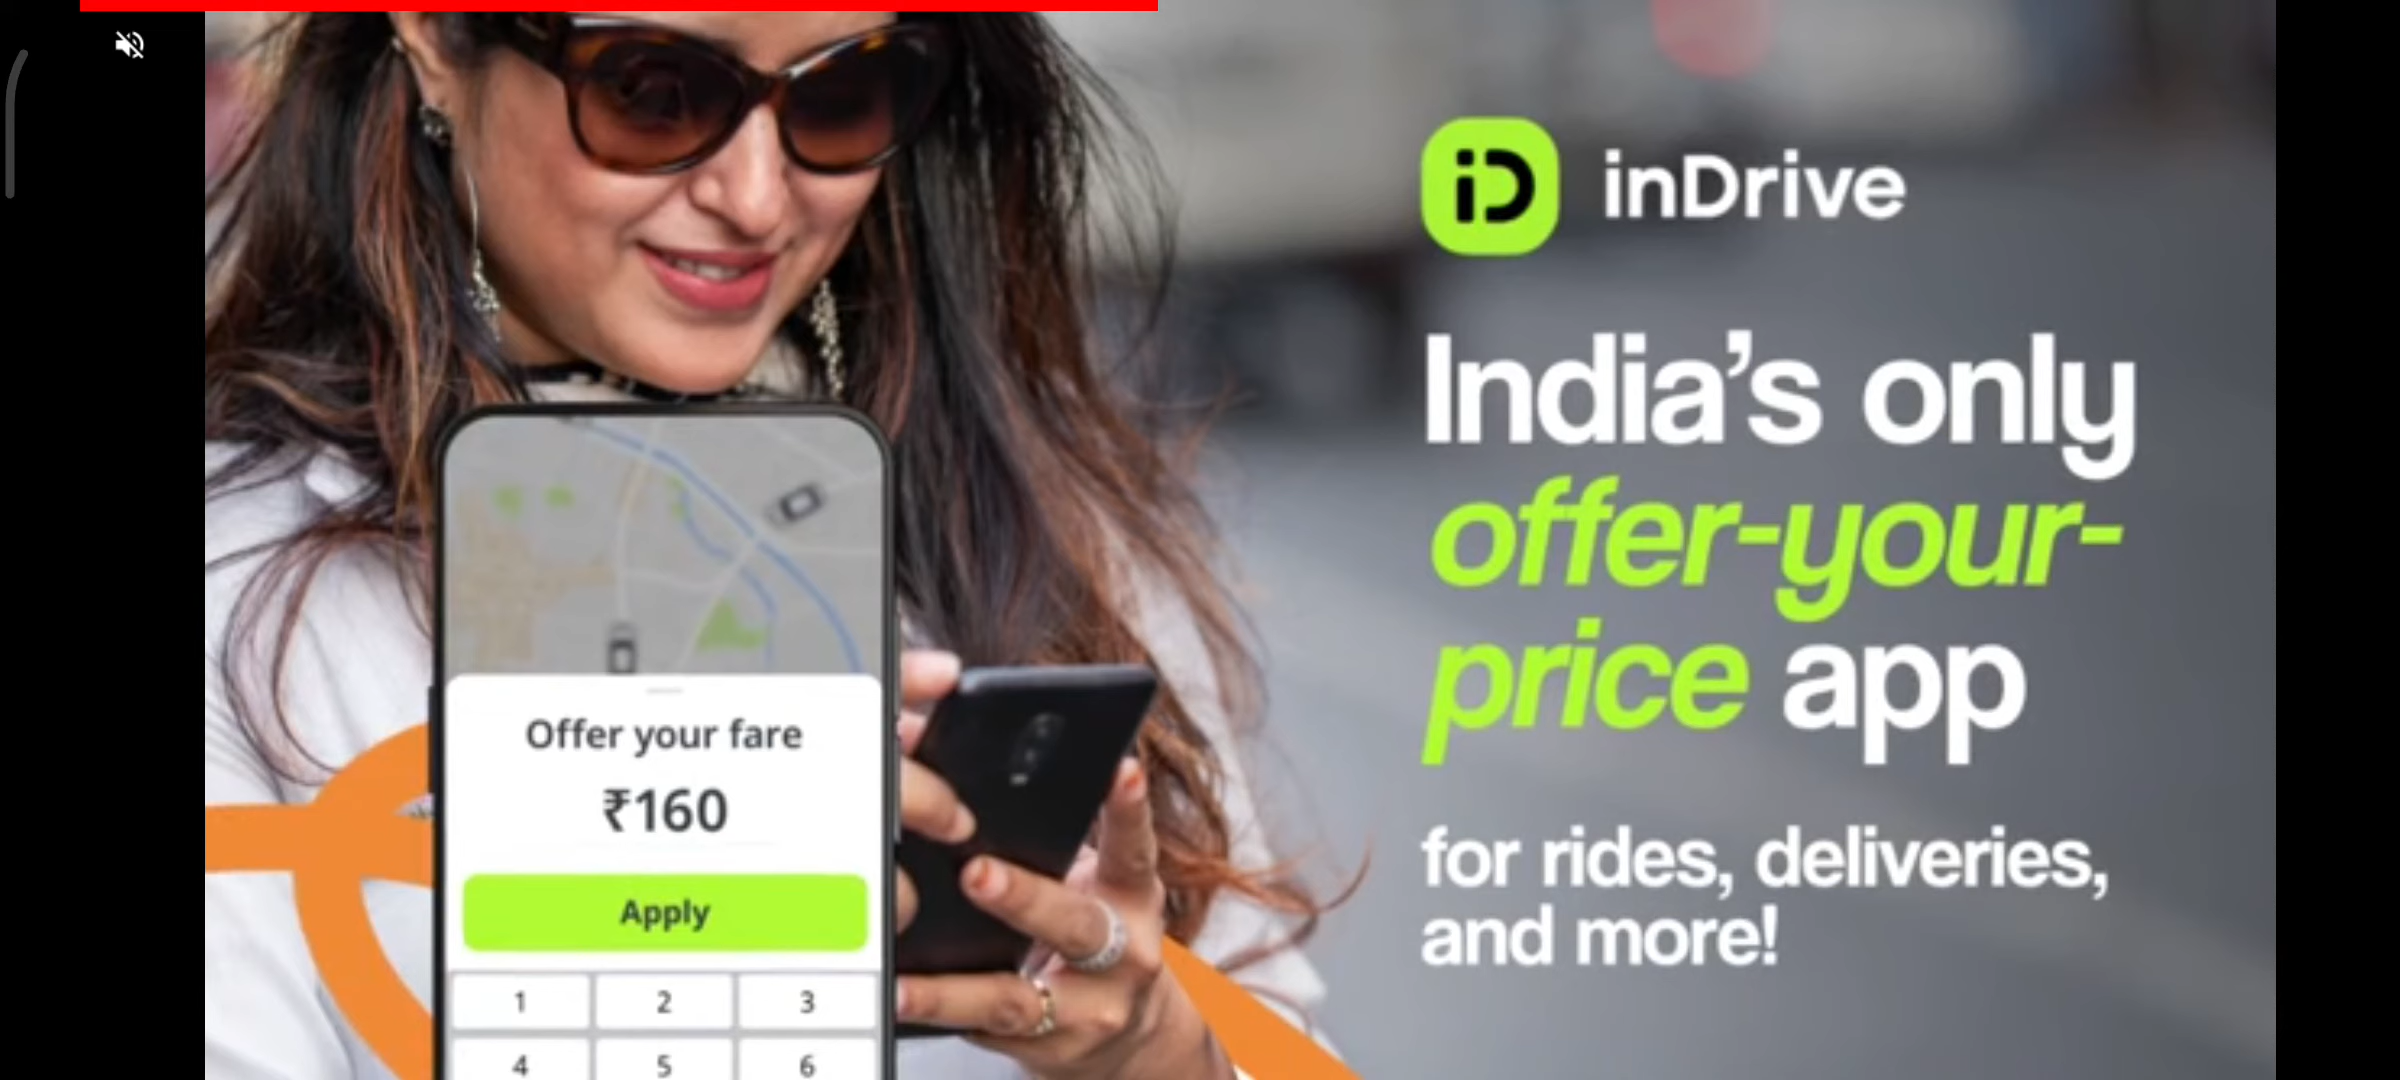 iD inDrive
India's only
offer-your-
price app
for rides, deliveries,
and more!
Offer your fare
₹160
Apply
1 2 3
4 5 6